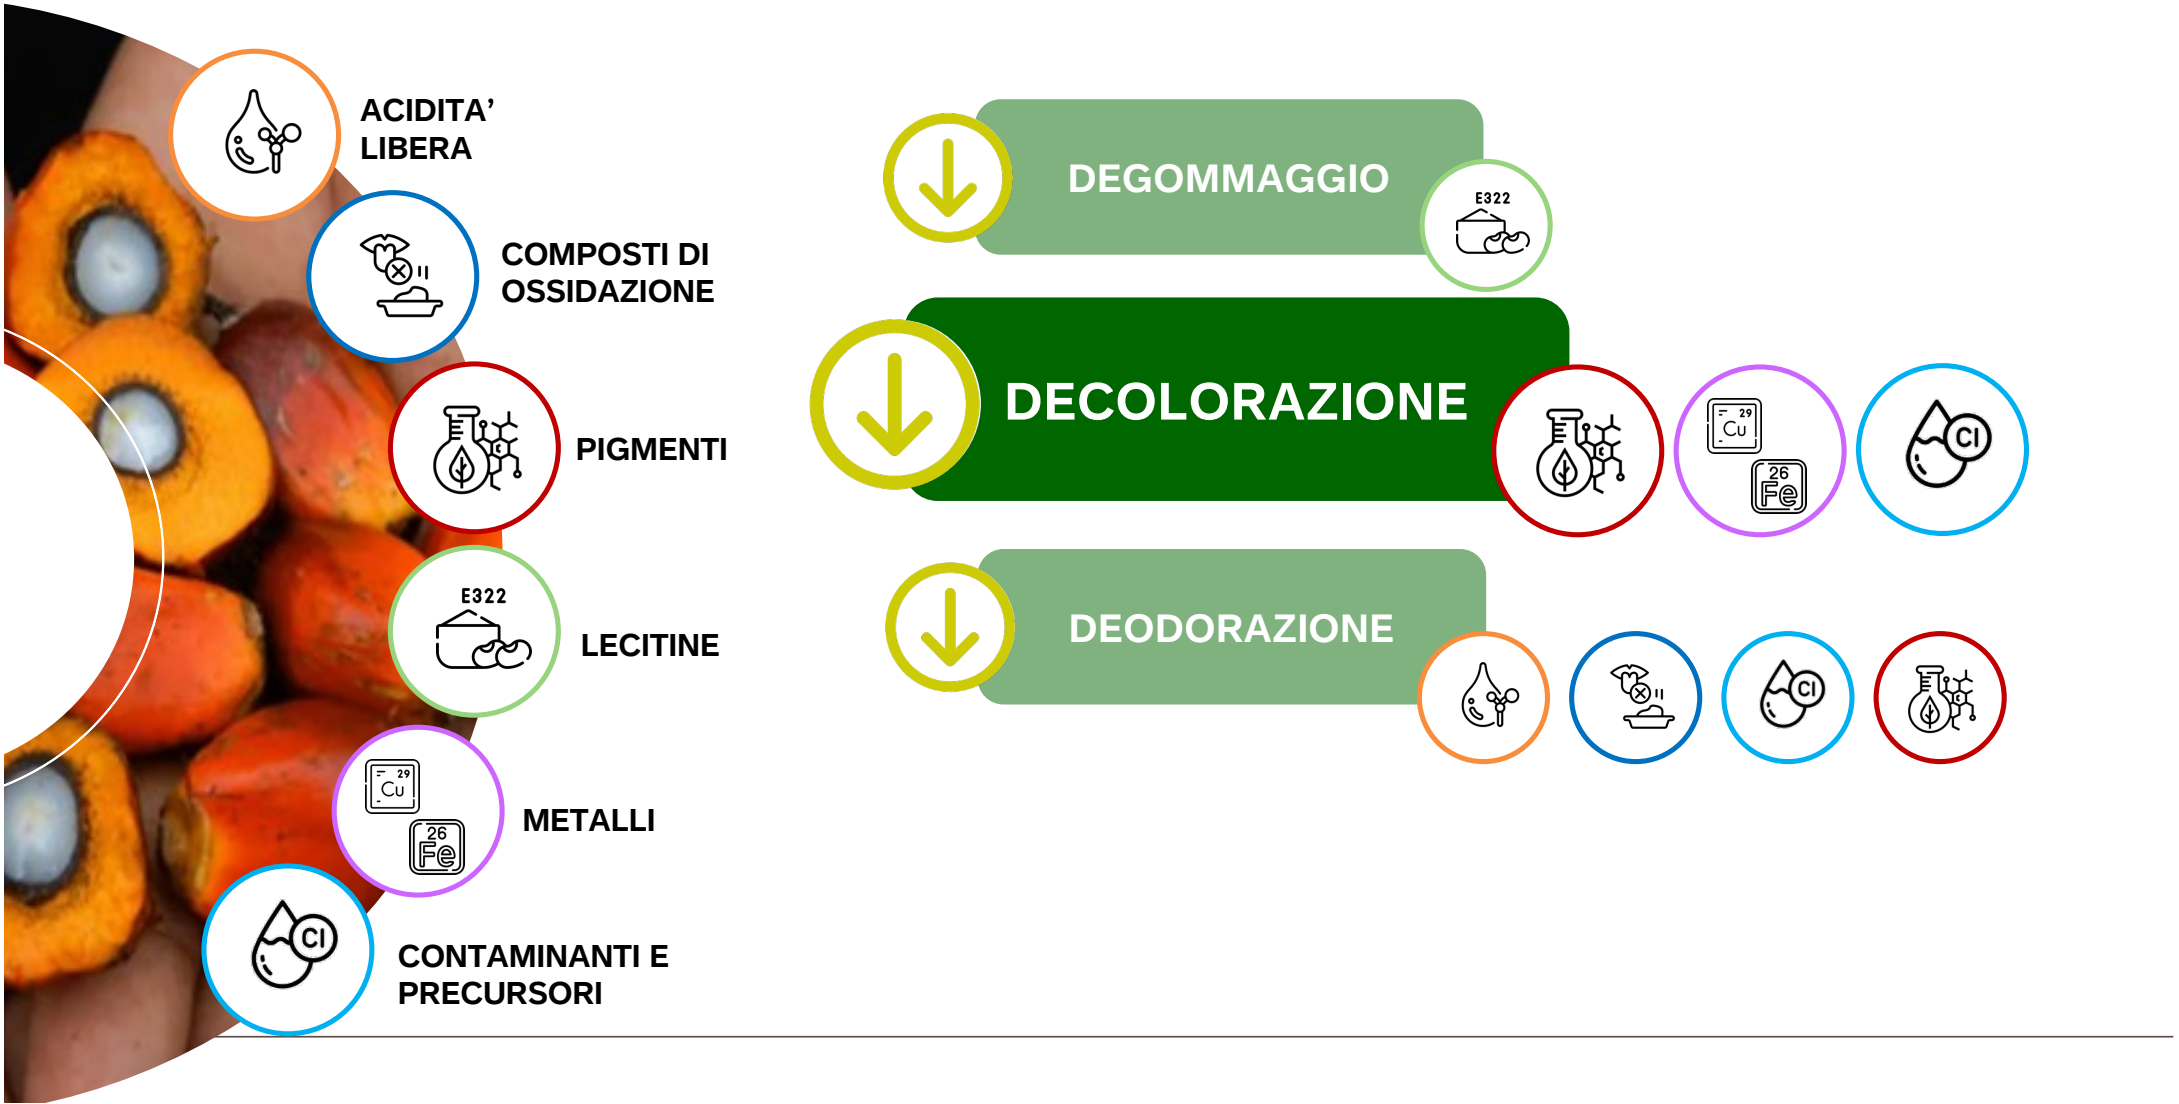 ACIDITA’
LIBERA
COMPOSTI DI
OSSIDAZIONE
PIGMENTI
E322
LECITINE
29
Cu
26
Fe
METALLI
Cl
CONTAMINANTI E
PRECURSORI
DEGOMMAGGIO
E322
DECOLORAZIONE
29
Cu
26
Fe
Cl
DEODORAZIONE
Cl